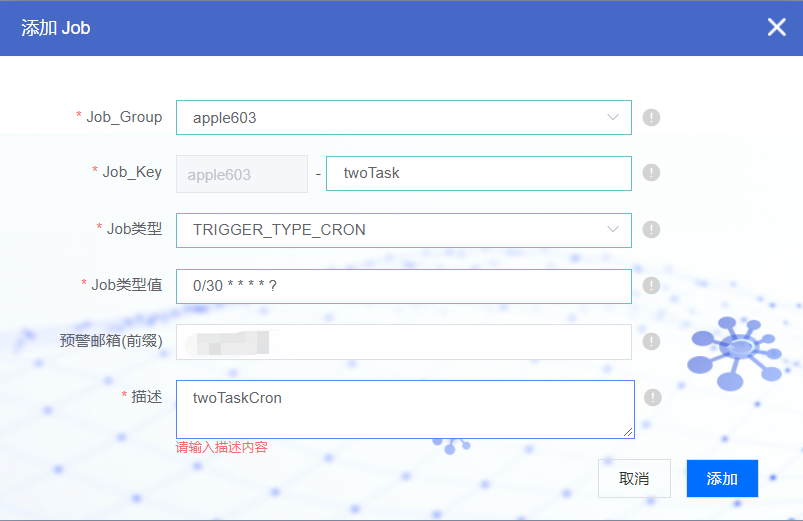 添加 Job
* Job_Group apple603
* Job_Key apple603 - twoTask
* Job类型 TRIGGER_TYPE_CRON
* Job类型值 0/30 * * * * ?
预警邮箱(前缀)
* 描述 twoTaskCron
请输入描述内容
取消 添加